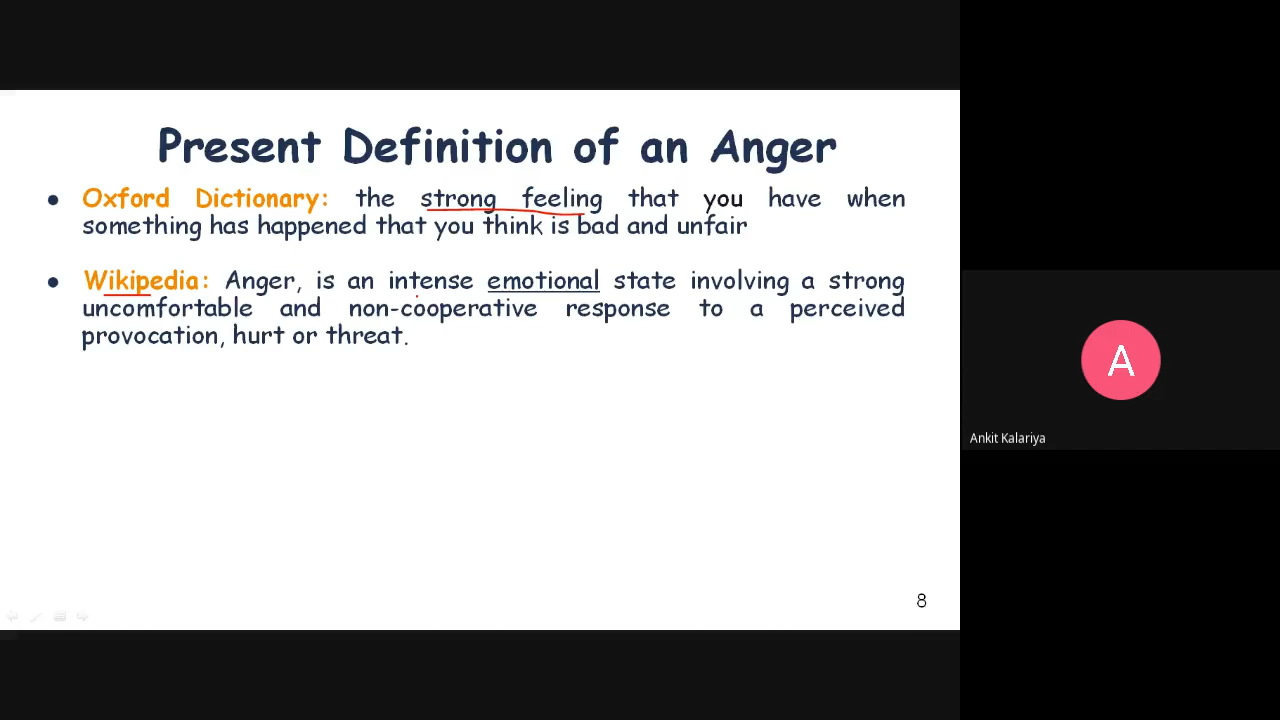 Present Definition of an Anger
● Oxford Dictionary: the strong feeling that you have when
something has happened that you think is bad and unfair
● Wikipedia: Anger, is an intense emotional state involving a strong
uncomfortable and non-cooperative response to a perceived
provocation, hurt or threat.
8
A
Ankit Kalariya